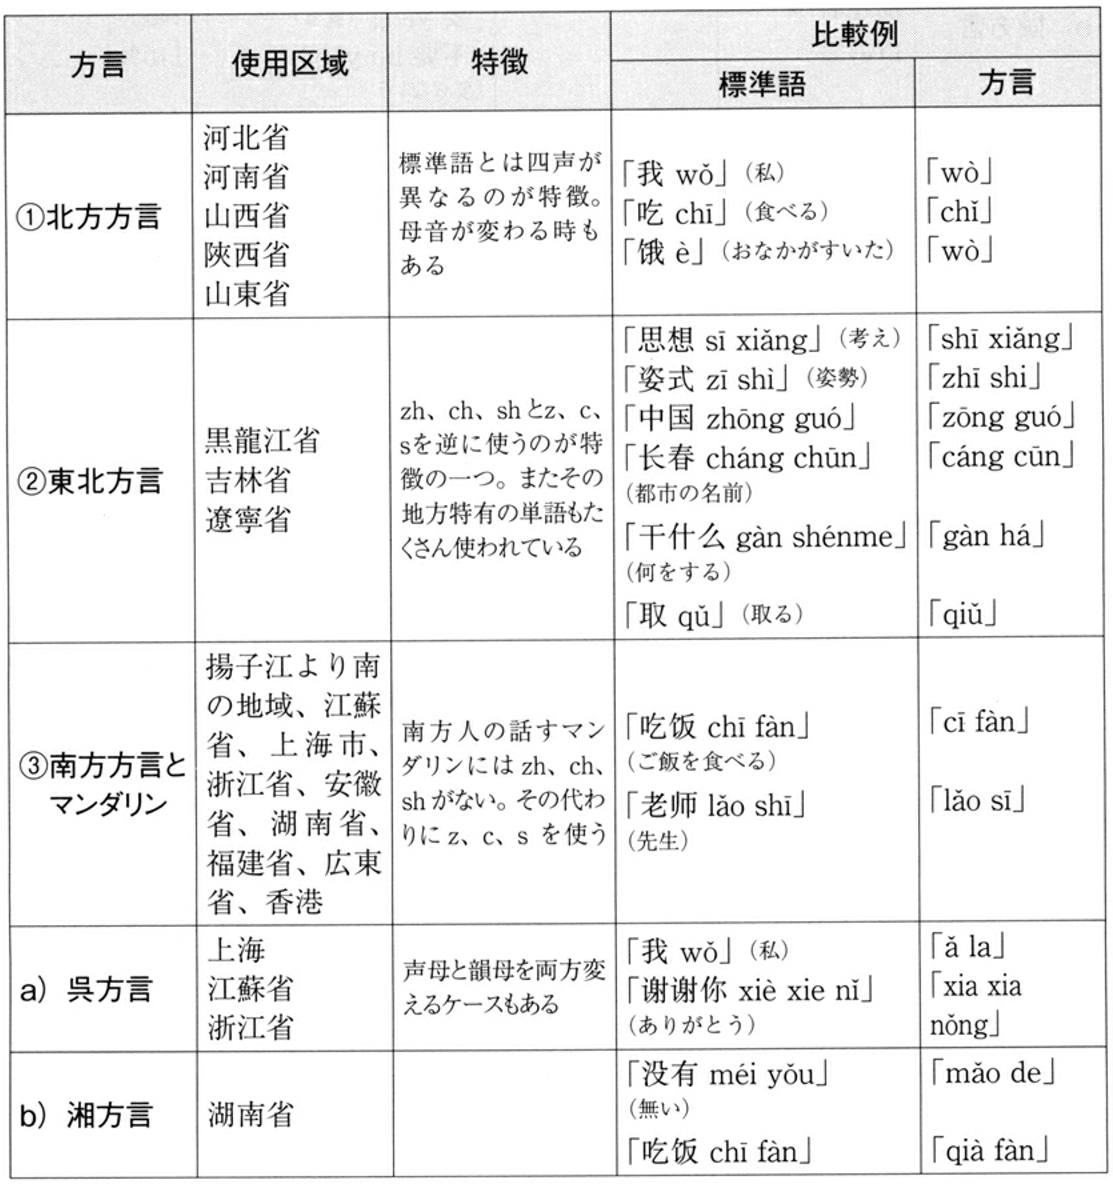 方言
使用区域
特徴
比較例
標準語
方言
①北方方言
河北省
河南省
山西省
陝西省
山東省
標準語とは四声が
異なるのが特徴。
母音が変わる時も
ある
「我 wǒ」（私）
「吃 chī」（食べる）
「饿 è」（おなかがすいた）
「wò」
「chǐ」
「wò」
②東北方言
黒龍江省
吉林省
遼寧省
zh、ch、shとz、c、
sを逆に使うのが特
徴の一つ。またその
地方特有の単語もた
くさん使われている
「思想 sī xiǎng」（考え）
「姿式 zī shì」（姿勢）
「中国 zhōng guó」
「长春 cháng chūn」
（都市の名前）
「干什么 gàn shénme」
（何をする）
「取 qǔ」（取る）
「shī xiǎng」
「zhī shi」
「zōng guó」
「cáng cūn」
「gàn há」
「qiǔ」
③南方方言と
マンダリン
揚子江より南
の地域、江蘇
省、上海市、
浙江省、安徽
省、湖南省、
福建省、広東
省、香港
南方人の話すマン
ダリンにはzh、ch、
shがない。その代わ
りにz、c、s を使う
「吃饭 chī fàn」
（ご飯を食べる）
「老师 lǎo shī」
（先生）
「cī fàn」
「lǎo sī」
a）呉方言
上海
江蘇省
浙江省
声母と韻母を両方変
えるケースもある
「我 wǒ」（私）
「谢谢你 xiè xie nǐ」
（ありがとう）
「ǎ la」
「xia xia
nǒng」
b）湘方言
湖南省
「没有 méi yǒu」
（無い）
「吃饭 chī fàn」
「mǎo de」
「qià fàn」